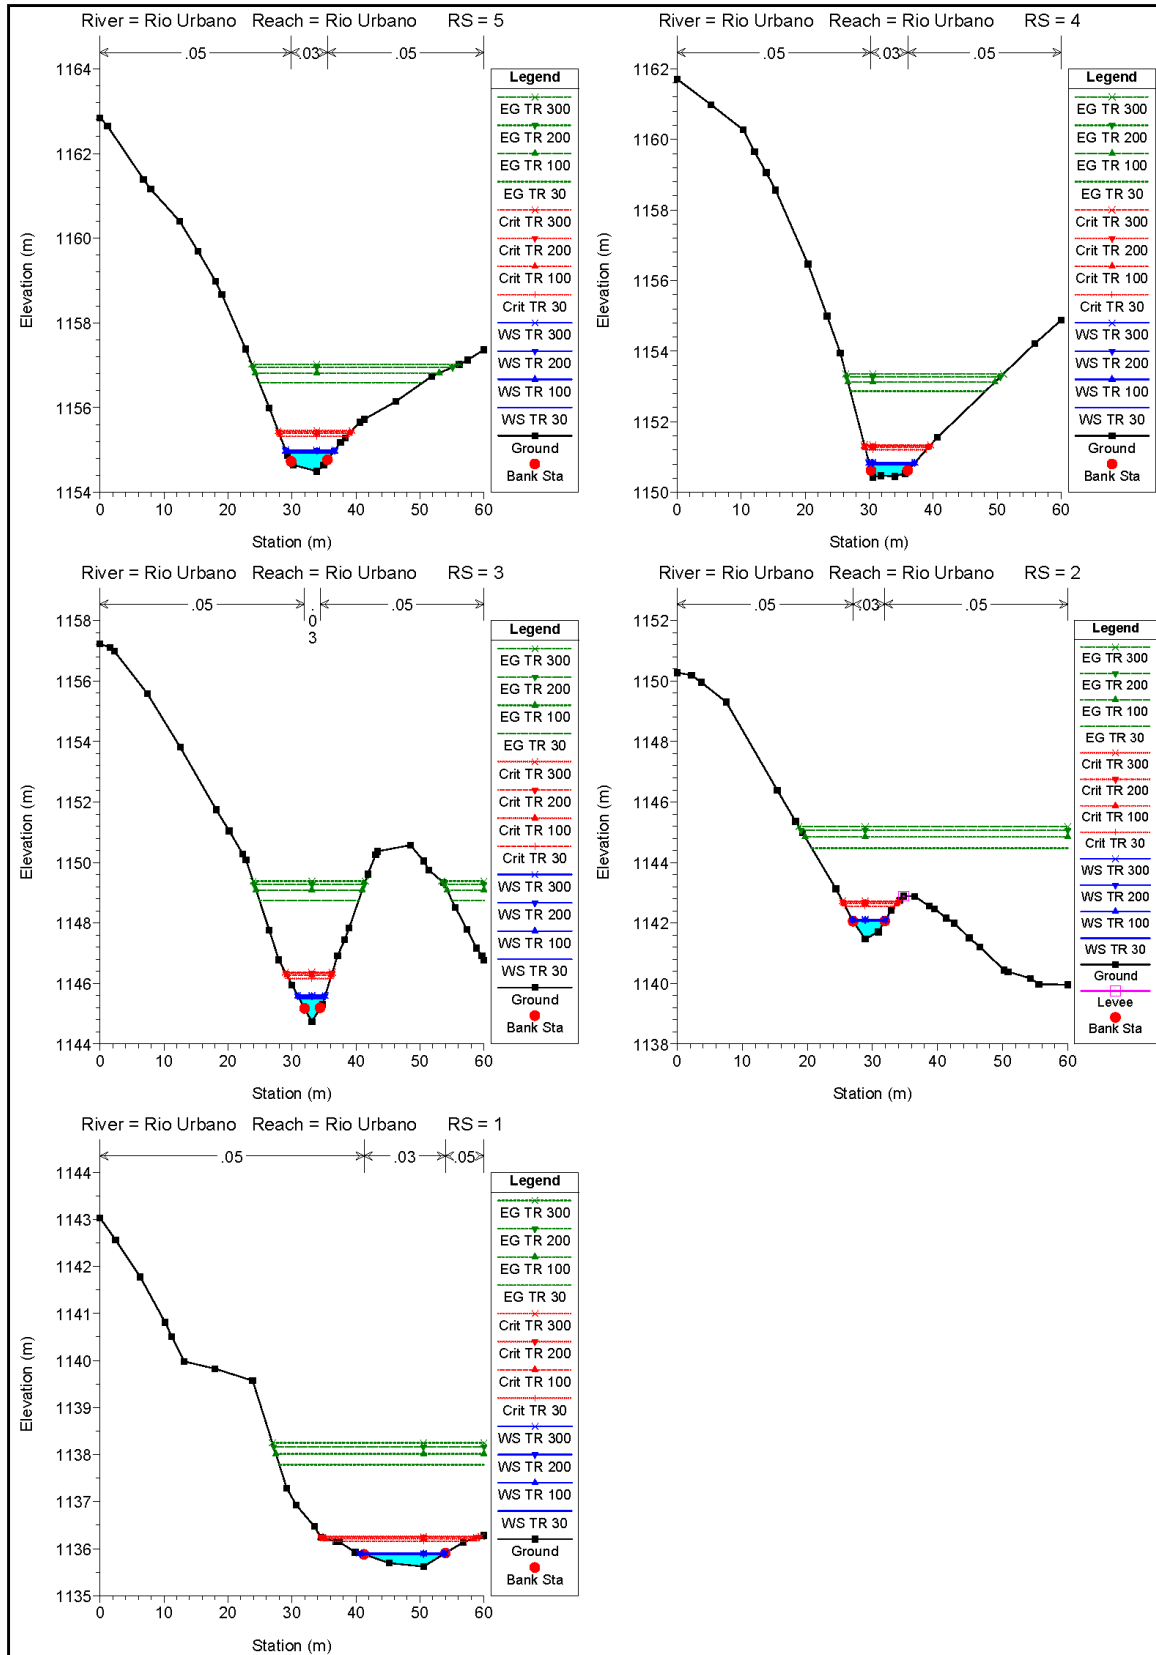 River = Rio Urbano Reach = Rio Urbano RS = 5
.05 .03 .05
1164
1162
1160
1158
1156
1154
Elevation (m)
0 10 20 30 40 50 60
Station (m)
Legend
EG TR 300
EG TR 200
EG TR 100
EG TR 30
Crit TR 300
Crit TR 200
Crit TR 100
Crit TR 30
WS TR 300
WS TR 200
WS TR 100
WS TR 30
Ground
Bank Sta
River = Rio Urbano Reach = Rio Urbano RS = 4
.05 .03 .05
1162
1160
1158
1156
1154
1152
1150
Elevation (m)
0 10 20 30 40 50 60
Station (m)
Legend
EG TR 300
EG TR 200
EG TR 100
EG TR 30
Crit TR 300
Crit TR 200
Crit TR 100
Crit TR 30
WS TR 300
WS TR 200
WS TR 100
WS TR 30
Ground
Bank Sta
River = Rio Urbano Reach = Rio Urbano RS = 3
.05 .03 .05
1158
1156
1154
1152
1150
1148
1146
1144
Elevation (m)
0 10 20 30 40 50 60
Station (m)
Legend
EG TR 300
EG TR 200
EG TR 100
EG TR 30
Crit TR 300
Crit TR 200
Crit TR 100
Crit TR 30
WS TR 300
WS TR 200
WS TR 100
WS TR 30
Ground
Bank Sta
River = Rio Urbano Reach = Rio Urbano RS = 2
.05 .03 .05
1152
1150
1148
1146
1144
1142
1140
1138
Elevation (m)
0 10 20 30 40 50 60
Station (m)
Legend
EG TR 300
EG TR 200
EG TR 100
EG TR 30
Crit TR 300
Crit TR 200
Crit TR 100
Crit TR 30
WS TR 300
WS TR 200
WS TR 100
WS TR 30
Ground
Levee
Bank Sta
River = Rio Urbano Reach = Rio Urbano RS = 1
.05 .03 .05
1144
1143
1142
1141
1140
1139
1138
1137
1136
1135
Elevation (m)
0 10 20 30 40 50 60
Station (m)
Legend
EG TR 300
EG TR 200
EG TR 100
EG TR 30
Crit TR 300
Crit TR 200
Crit TR 100
Crit TR 30
WS TR 300
WS TR 200
WS TR 100
WS TR 30
Ground
Bank Sta